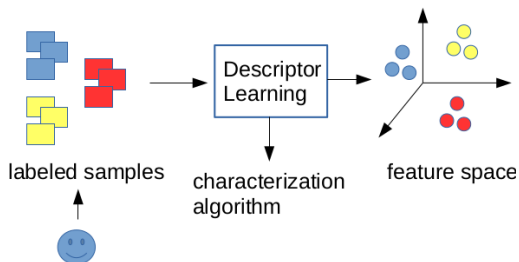 Descriptor
Learning
labeled samples
characterization
algorithm
feature space